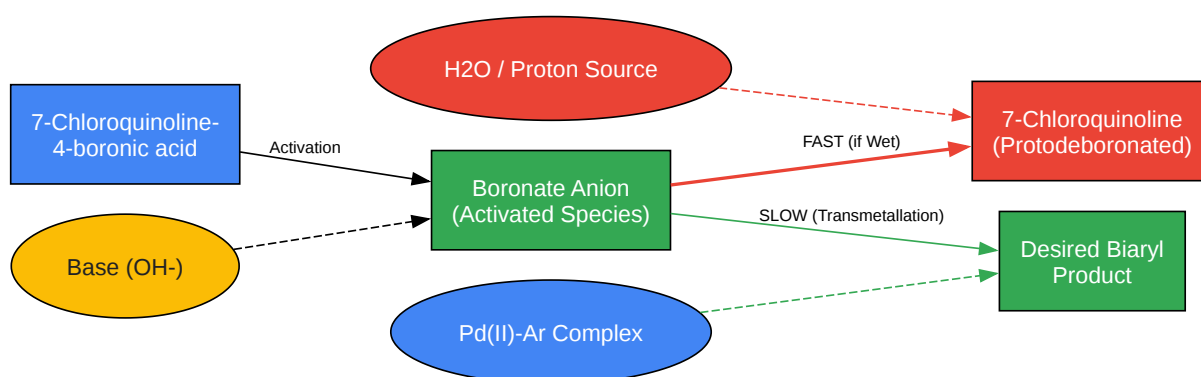 H2O / Proton Source
7-Chloroquinoline-
4-boronic acid
Activation
Base (OH-)
Boronate Anion
(Activated Species)
FAST (if Wet)
7-Chloroquinoline
(Protodeboronated)
SLOW (Transmetallation)
Desired Biaryl
Product
Pd(II)-Ar Complex